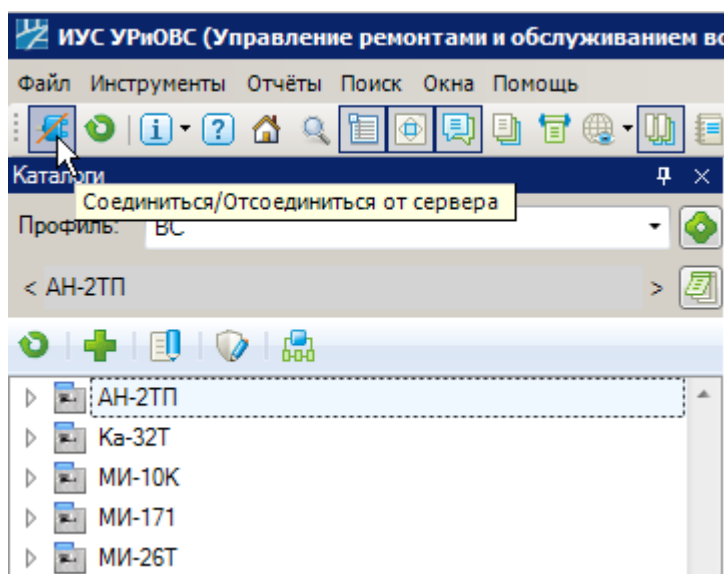 ИУС УРиОВС (Управление ремонтами и обслуживанием вс
Файл Инструменты Отчёты Поиск Окна Помощь
Каталоги
Соединиться/Отсоединиться от сервера
Профиль: ВС
< АН-2ТП >
АН-2ТП
Ка-32Т
МИ-10К
МИ-171
МИ-26Т